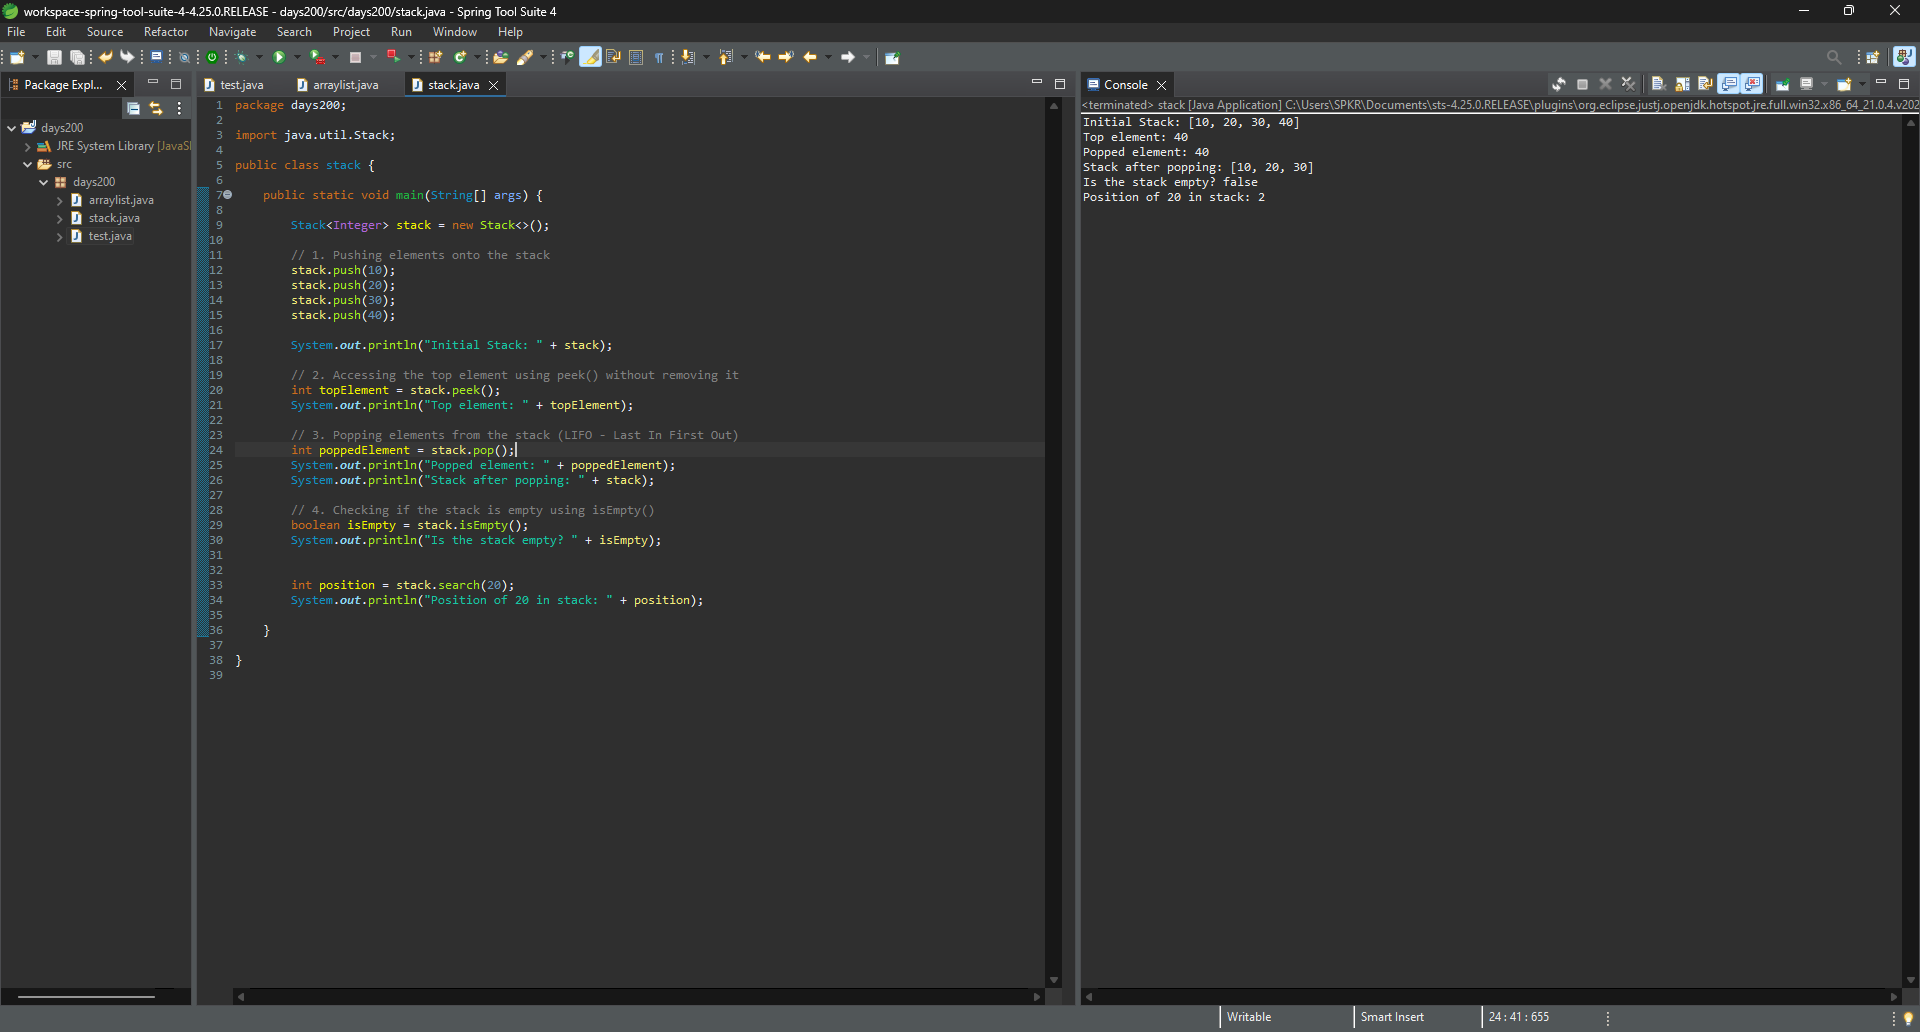 workspace-spring-tool-suite-4-4.25.0.RELEASE - days200/src/days200/stack.java - Spring Tool Suite 4
File Edit Source Refactor Navigate Search Project Run Window Help
Package Expl...
days200
JRE System Library [JavaSI
src
days200
arraylist.java
stack.java
test.java
test.java arraylist.java stack.java
1 package days200;
2
3 import java.util.Stack;
4
5 public class stack {
6
7 public static void main(String[] args) {
8
9 Stack<Integer> stack = new Stack<>();
10
11 // 1. Pushing elements onto the stack
12 stack.push(10);
13 stack.push(20);
14 stack.push(30);
15 stack.push(40);
16
17 System.out.println("Initial Stack: " + stack);
18
19 // 2. Accessing the top element using peek() without removing it
20 int topElement = stack.peek();
21 System.out.println("Top element: " + topElement);
22
23 // 3. Popping elements from the stack (LIFO - Last In First Out)
24 int poppedElement = stack.pop();
25 System.out.println("Popped element: " + poppedElement);
26 System.out.println("Stack after popping: " + stack);
27
28 // 4. Checking if the stack is empty using isEmpty()
29 boolean isEmpty = stack.isEmpty();
30 System.out.println("Is the stack empty? " + isEmpty);
31
32
33 int position = stack.search(20);
34 System.out.println("Position of 20 in stack: " + position);
35
36 }
37
38 }
39
Console
<terminated> stack [Java Application] C:\Users\SPKR\Documents\sts-4.25.0.RELEASE\plugins\org.eclipse.justj.openjdk.hotspot.jre.full.win32.x86_64_21.0.4.v202
Initial Stack: [10, 20, 30, 40]
Top element: 40
Popped element: 40
Stack after popping: [10, 20, 30]
Is the stack empty? false
Position of 20 in stack: 2
Writable Smart Insert 24 : 41 : 655